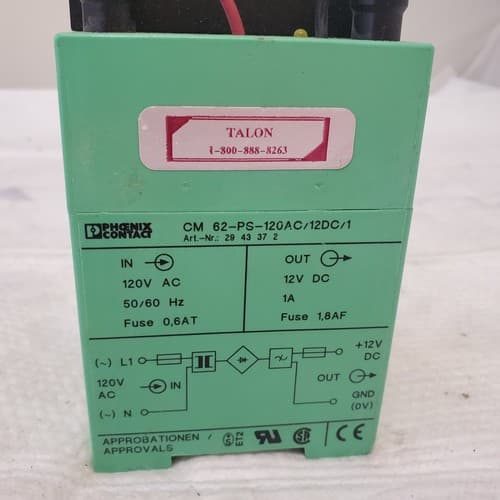 TALON
1-800-888-8263
PHŒNIX
CONTACT
CM 62-PS-120AC/12DC/1
Art.-Nr.: 29 43 37 2
IN
120V AC
50/60 Hz
Fuse 0,6AT
OUT
12V DC
1A
Fuse 1,8AF
(~) L1
120V
AC
IN
(~) N
+12V
DC
OUT
GND
(0V)
APPROBATIONEN /
APPROVALS
ET2